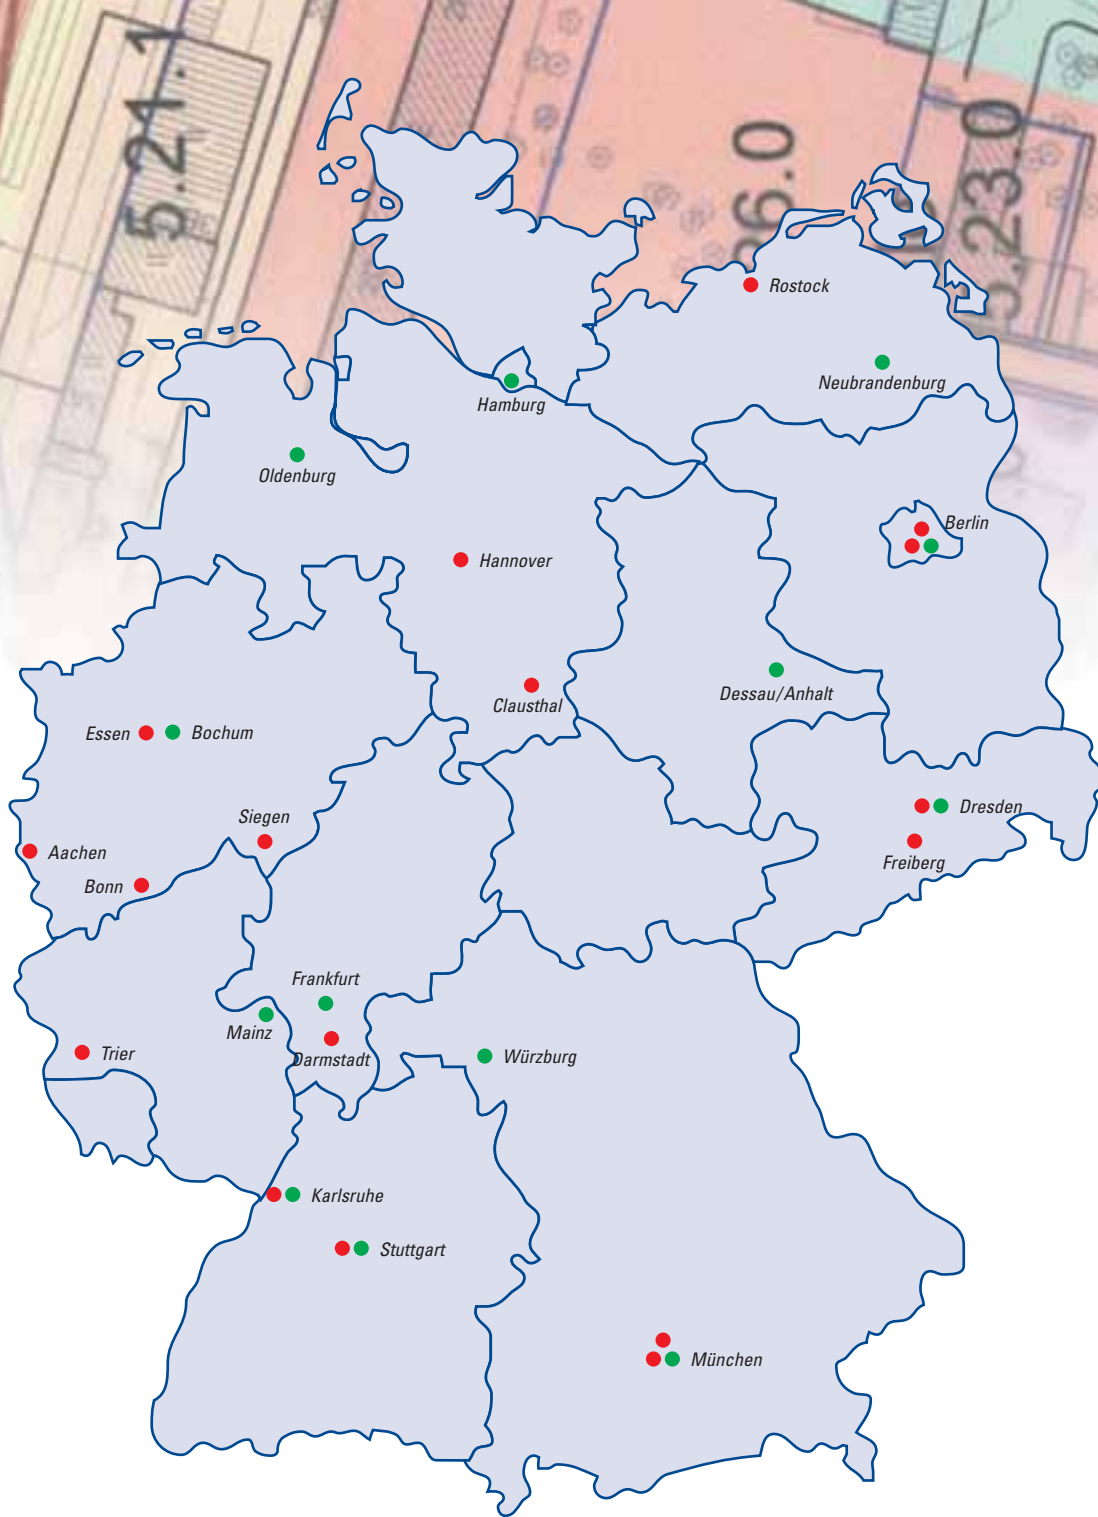 5.21.1
36.0
5.23.0
Rostock
Neubrandenburg
Hamburg
Oldenburg
Berlin
Hannover
Dessau/Anhalt
Clausthal
Essen
Bochum
Dresden
Siegen
Aachen
Freiberg
Bonn
Frankfurt
Mainz
Trier
Darmstadt
Würzburg
Karlsruhe
Stuttgart
München